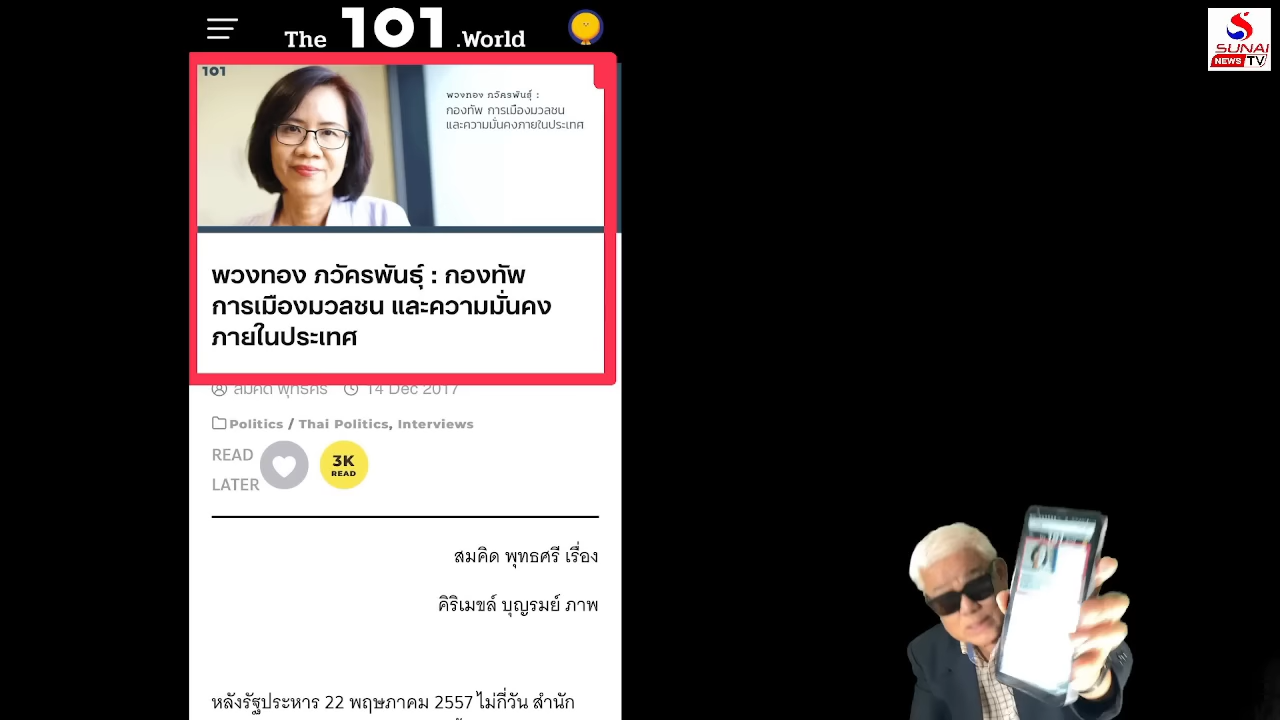 The 101 .World
SUNAI
NEWS TV
101
พวงทอง ภวัครพันธุ์ :
กองทัพ การเมืองมวลชน
และความมั่นคงภายในประเทศ
พวงทอง ภวัครพันธุ์ : กองทัพ
การเมืองมวลชน และความมั่นคง
ภายในประเทศ
สมคิด พุทธศรี 14 Dec 2017
Politics / Thai Politics, Interviews
READ
LATER
3K
READ
สมคิด พุทธศรี เรื่อง
คิริเมขล์ บุญรมย์ ภาพ
หลังรัฐประหาร 22 พฤษภาคม 2557 ไม่กี่วัน สำนัก